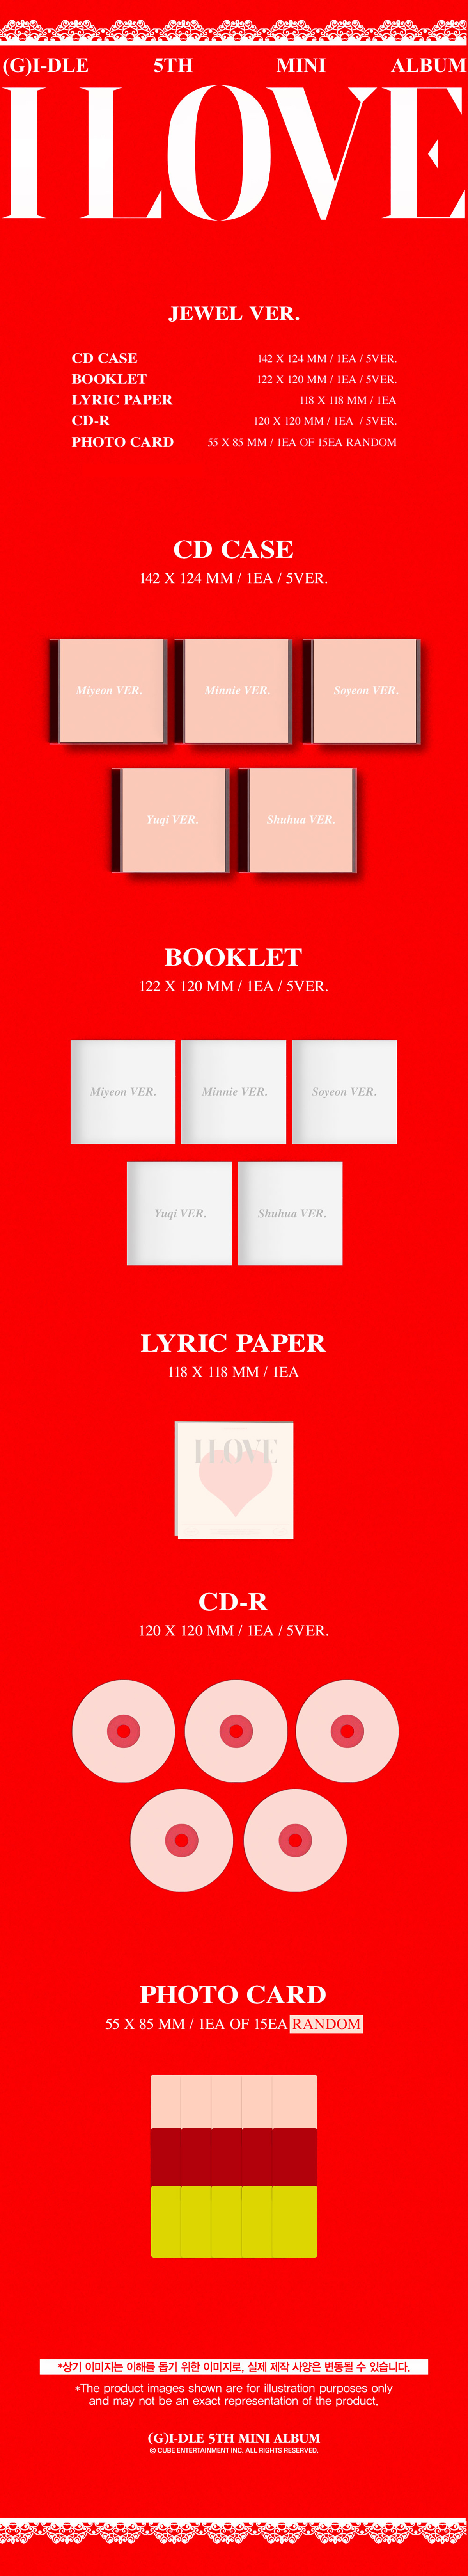 (G)I-DLE 5TH MINI ALBUM
I LOVE
JEWEL VER.
CD CASE 142 X 124 MM / 1EA / 5VER.
BOOKLET 122 X 120 MM / 1EA / 5VER.
LYRIC PAPER 118 X 118 MM / 1EA
CD-R 120 X 120 MM / 1EA / 5VER.
PHOTO CARD 55 X 85 MM / 1EA OF 15EA RANDOM
CD CASE
142 X 124 MM / 1EA / 5VER.
Miyeon VER. Minnie VER. Soyeon VER.
Yuqi VER. Shuhua VER.
BOOKLET
122 X 120 MM / 1EA / 5VER.
Miyeon VER. Minnie VER. Soyeon VER.
Yuqi VER. Shuhua VER.
LYRIC PAPER
118 X 118 MM / 1EA
I LOVE
CD-R
120 X 120 MM / 1EA / 5VER.
PHOTO CARD
55 X 85 MM / 1EA OF 15EA RANDOM
*상기 이미지는 이해를 돕기 위한 이미지로, 실제 제작 사양은 변동될 수 있습니다.
*The product images shown are for illustration purposes only
and may not be an exact representation of the product.
(G)I-DLE 5TH MINI ALBUM
© CUBE ENTERTAINMENT INC. ALL RIGHTS RESERVED.